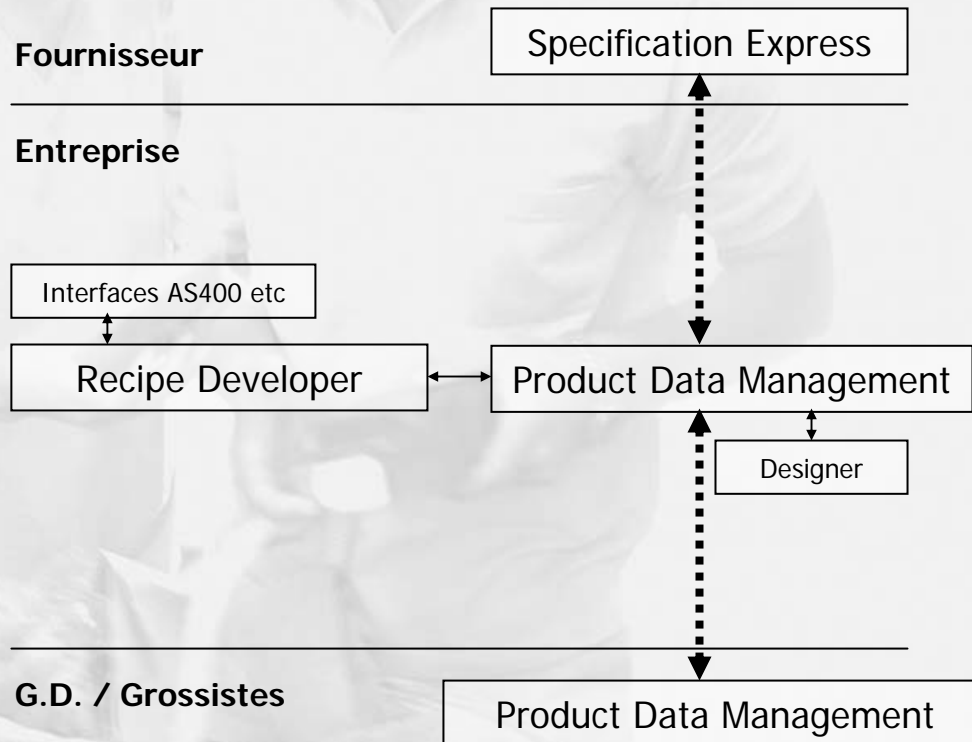 Fournisseur
Specification Express
Entreprise
Interfaces AS400 etc
Recipe Developer
Product Data Management
Designer
G.D. / Grossistes
Product Data Management